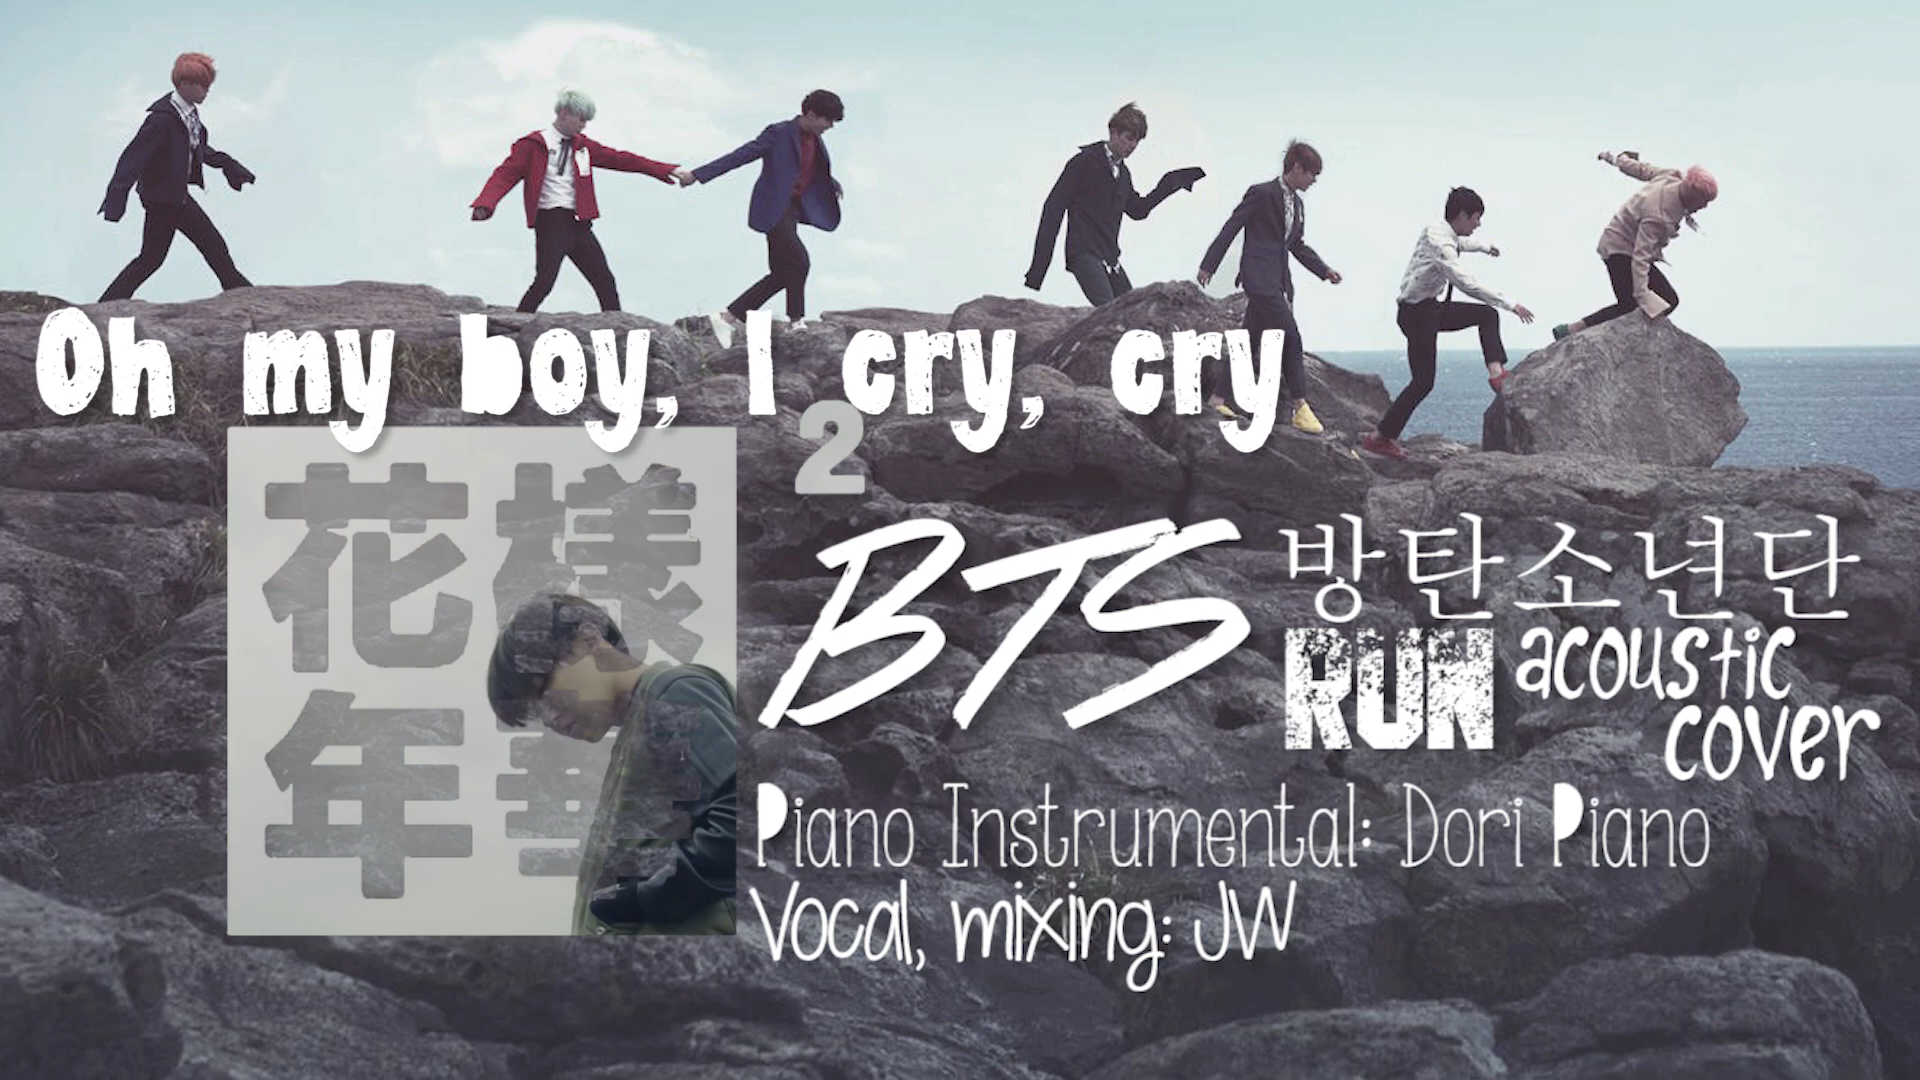 Oh my boy, I cry, cry
2
花樣
年華
BTS 방탄소년단
RUN acoustic
cover
Piano Instrumental: Dori Piano
Vocal, mixing: JW